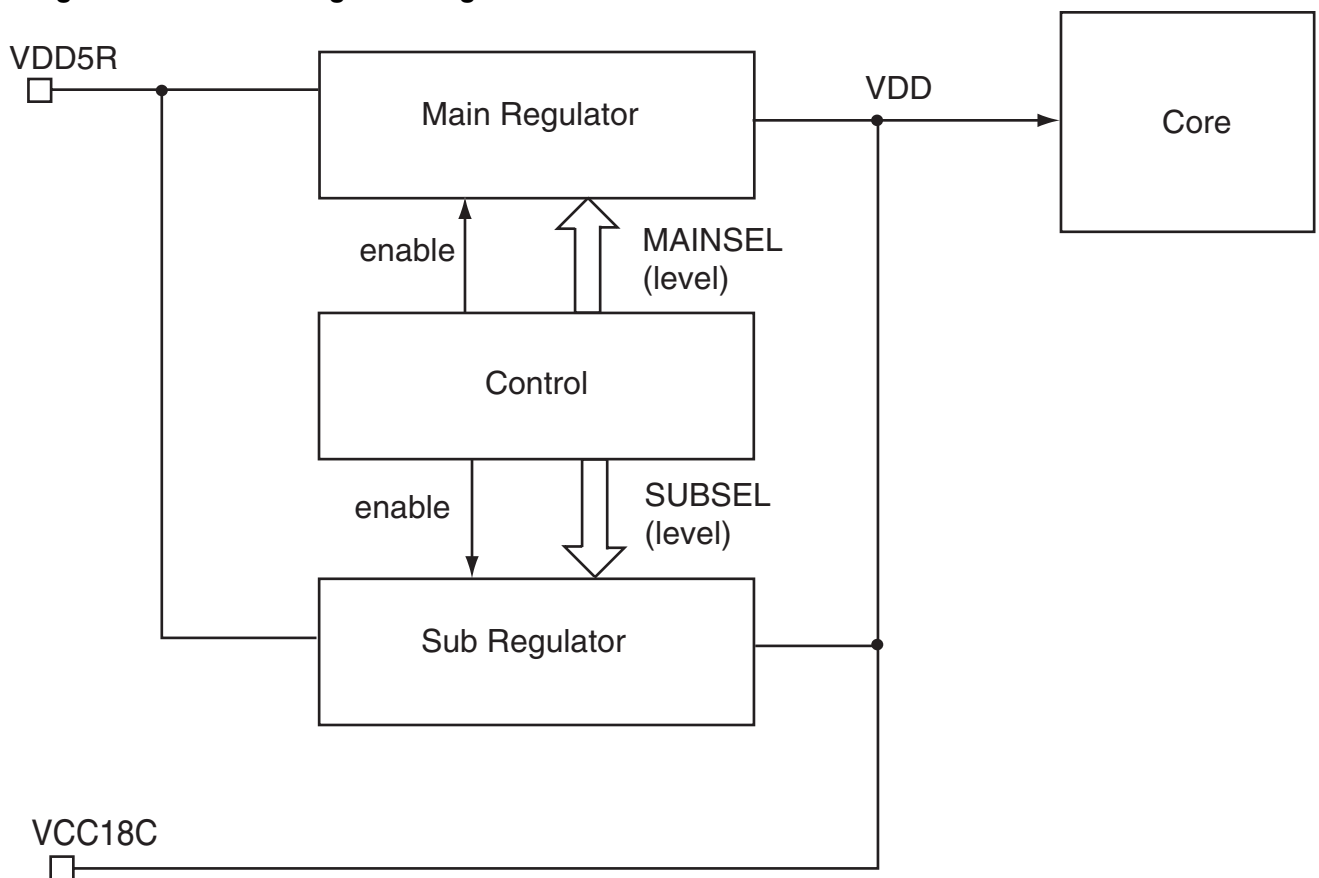 VDD5R
Main Regulator
VDD
Core
enable
MAINSEL
(level)
Control
enable
SUBSEL
(level)
Sub Regulator
VCC18C